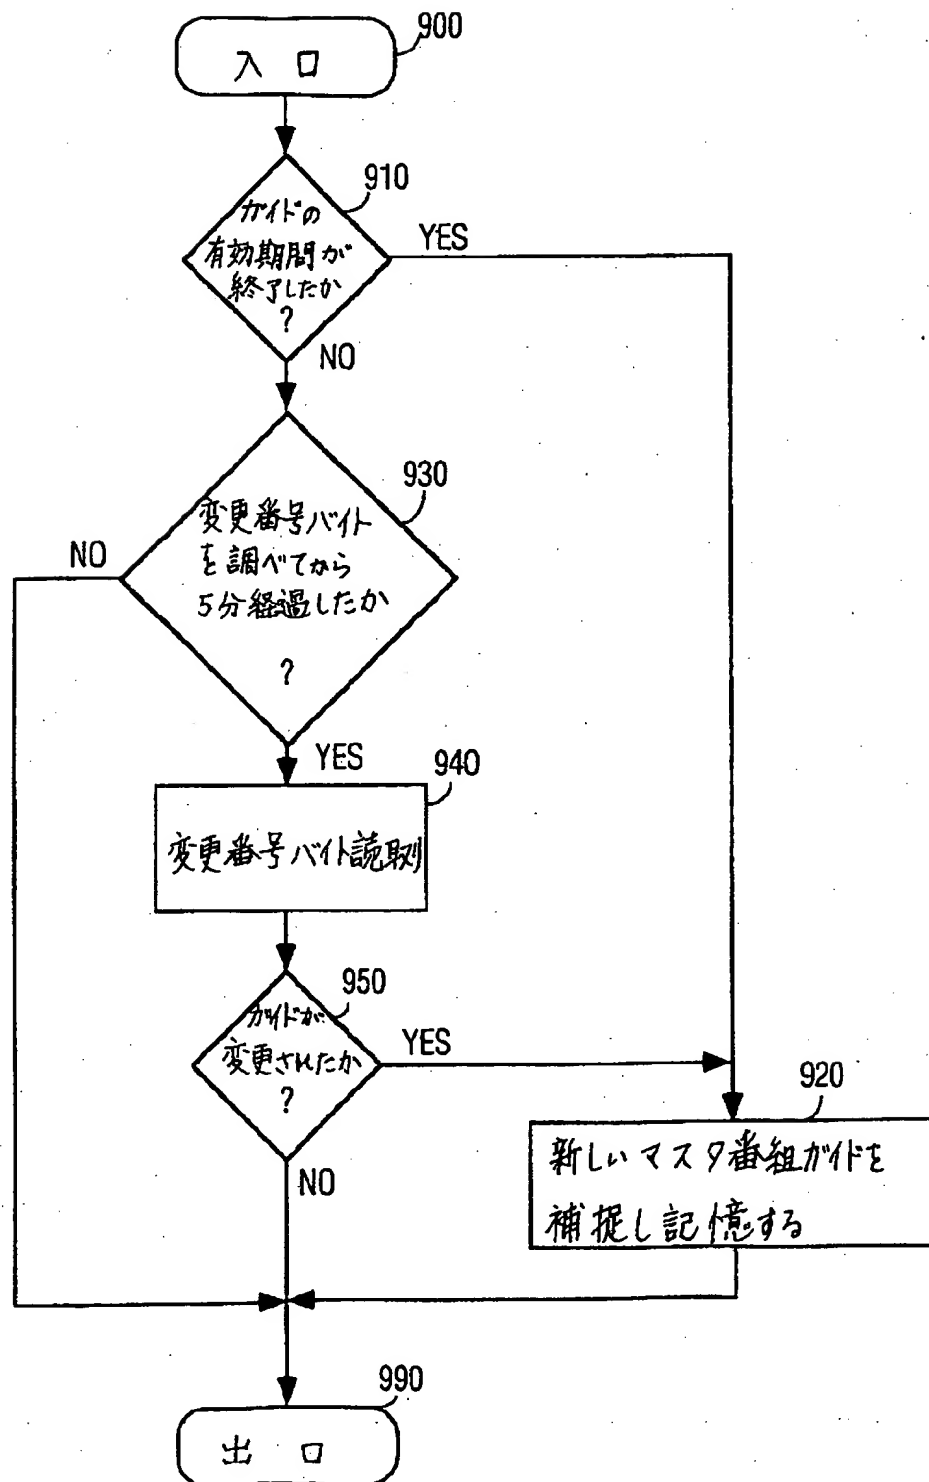 900
入口
910
ガイドの
有効期間が
終了したか
?
YES
NO
930
変更番号バイト
を調べてから
5分経過したか
?
NO
YES
940
変更番号バイト読取り
950
ガイドが
変更されたか
?
YES
NO
920
新しいマスタ番組ガイドを
補捉し記憶する
990
出口